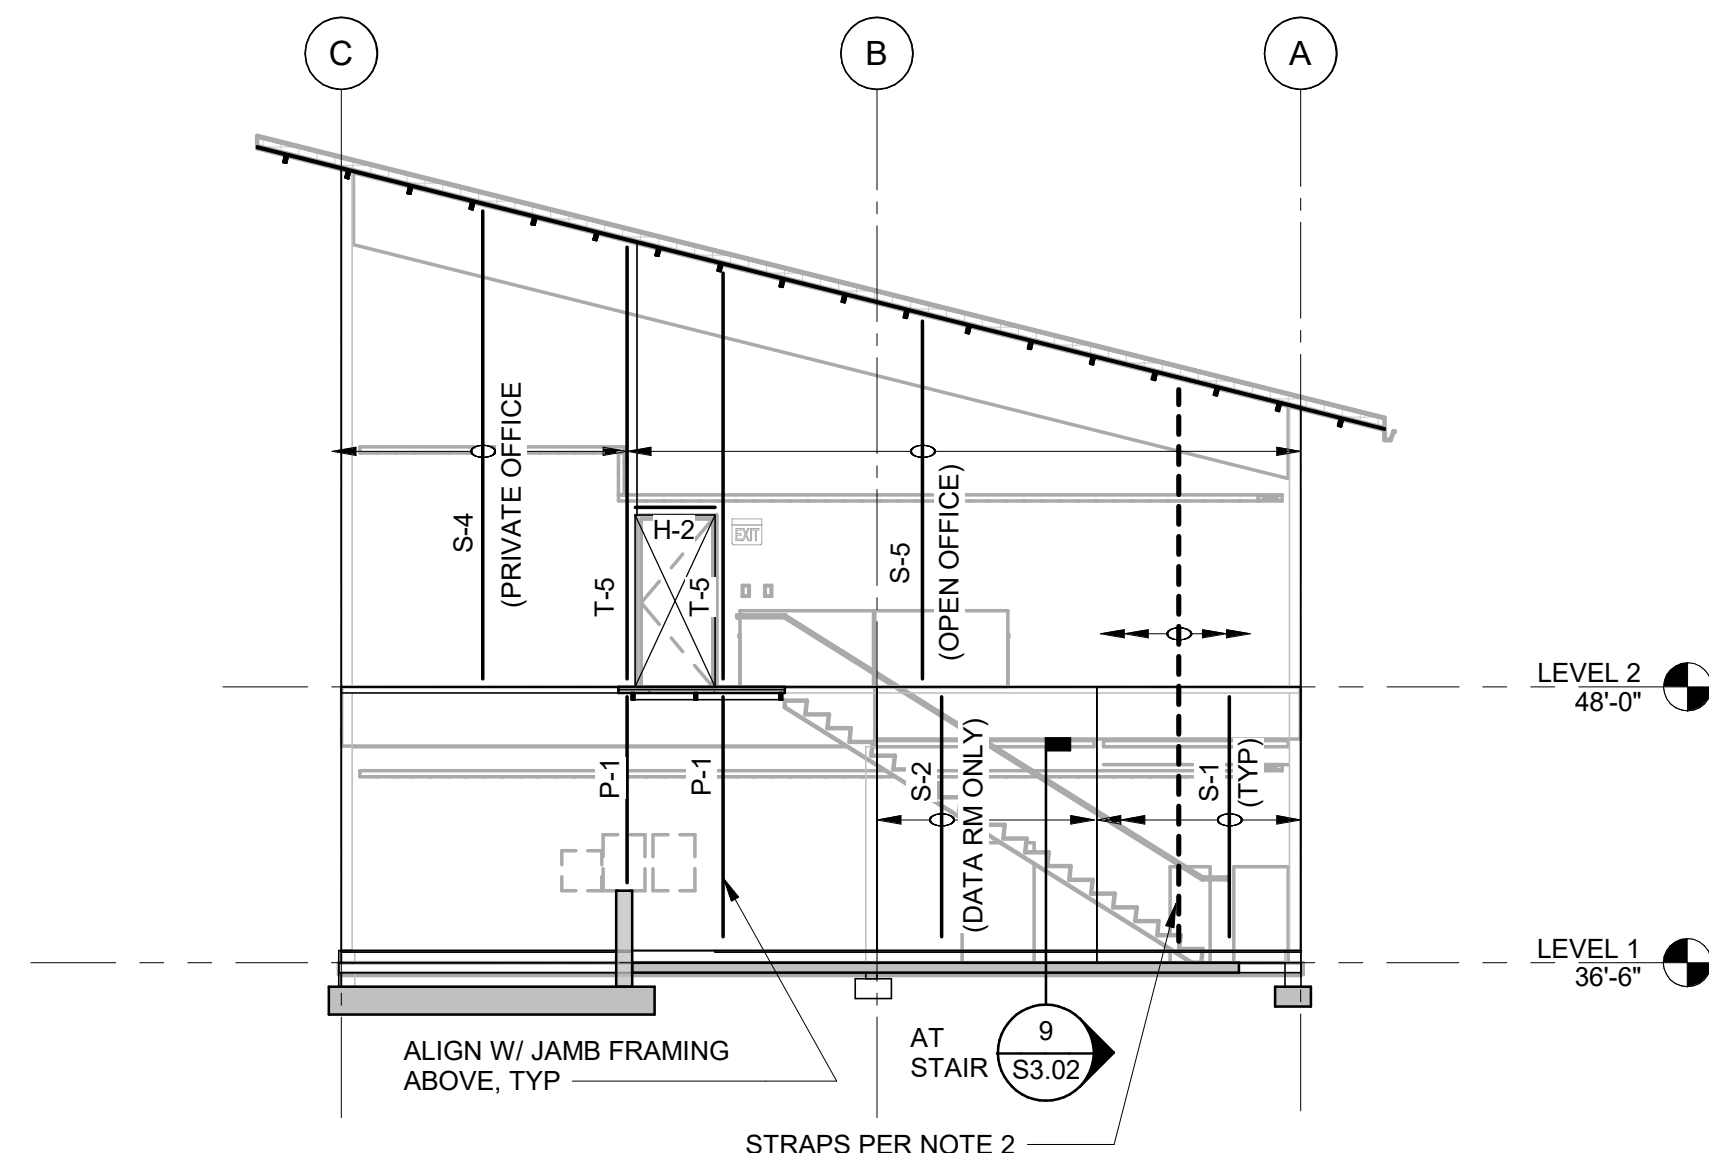 C
B
A
S-4
(PRIVATE OFFICE
T-5
H-2
T-5
EXIT
S-5
(OPEN OFFICE)
LEVEL 2
48'-0"
P-1
P-1
S-2
(DATA RM ONLY)
S-1
(TYP)
LEVEL 1
36'-6"
ALIGN W/ JAMB FRAMING
ABOVE, TYP
AT
STAIR
9
S3.02
STRAPS PER NOTE 2